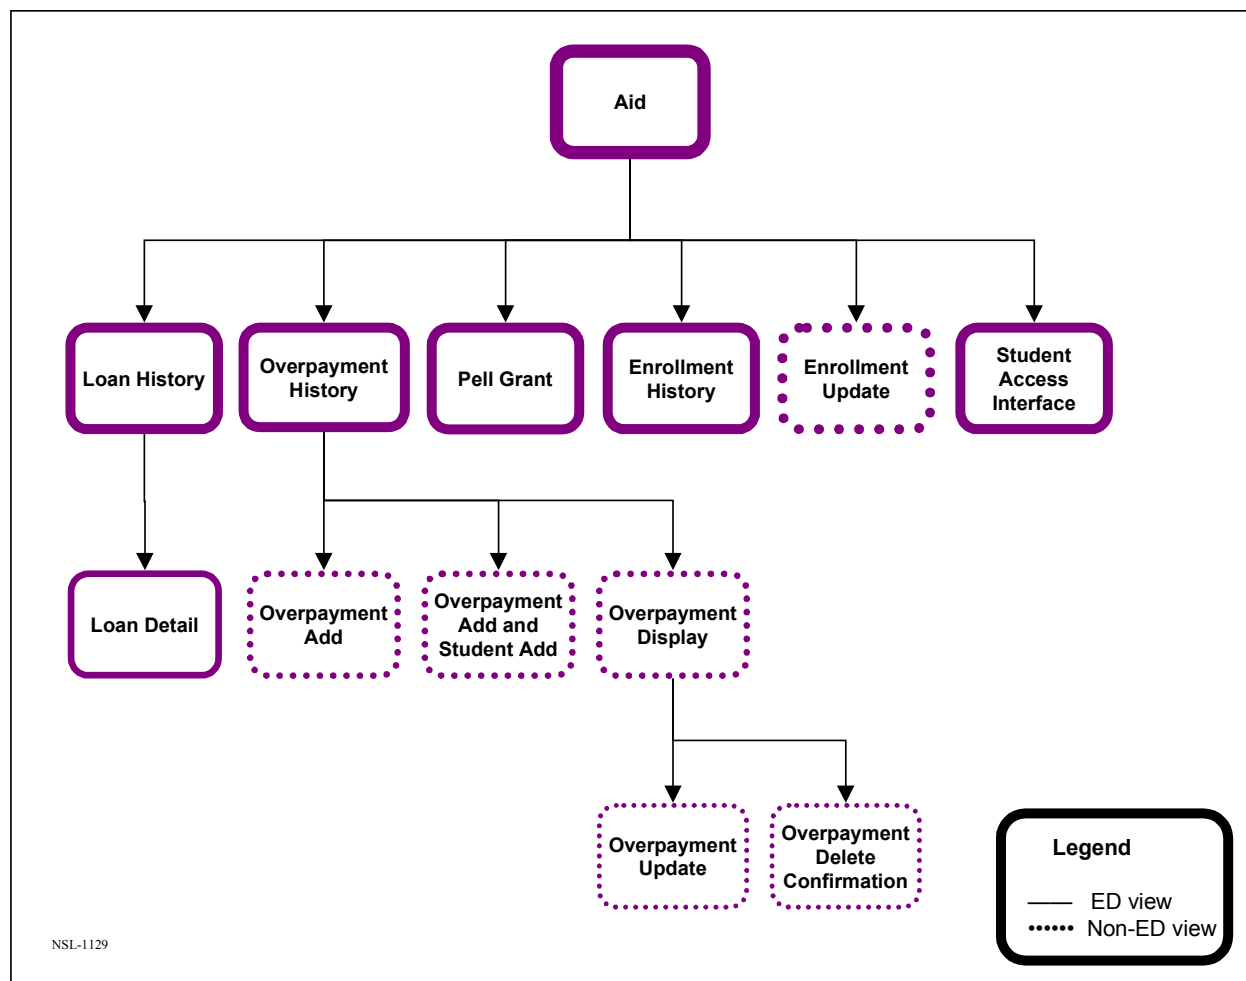 Aid
Loan History
Overpayment
History
Pell Grant
Enrollment
History
Enrollment
Update
Student
Access
Interface
Loan Detail
Overpayment
Add
Overpayment
Add and
Student Add
Overpayment
Display
Overpayment
Update
Overpayment
Delete
Confirmation
Legend
ED view
Non-ED view
NSL-1129